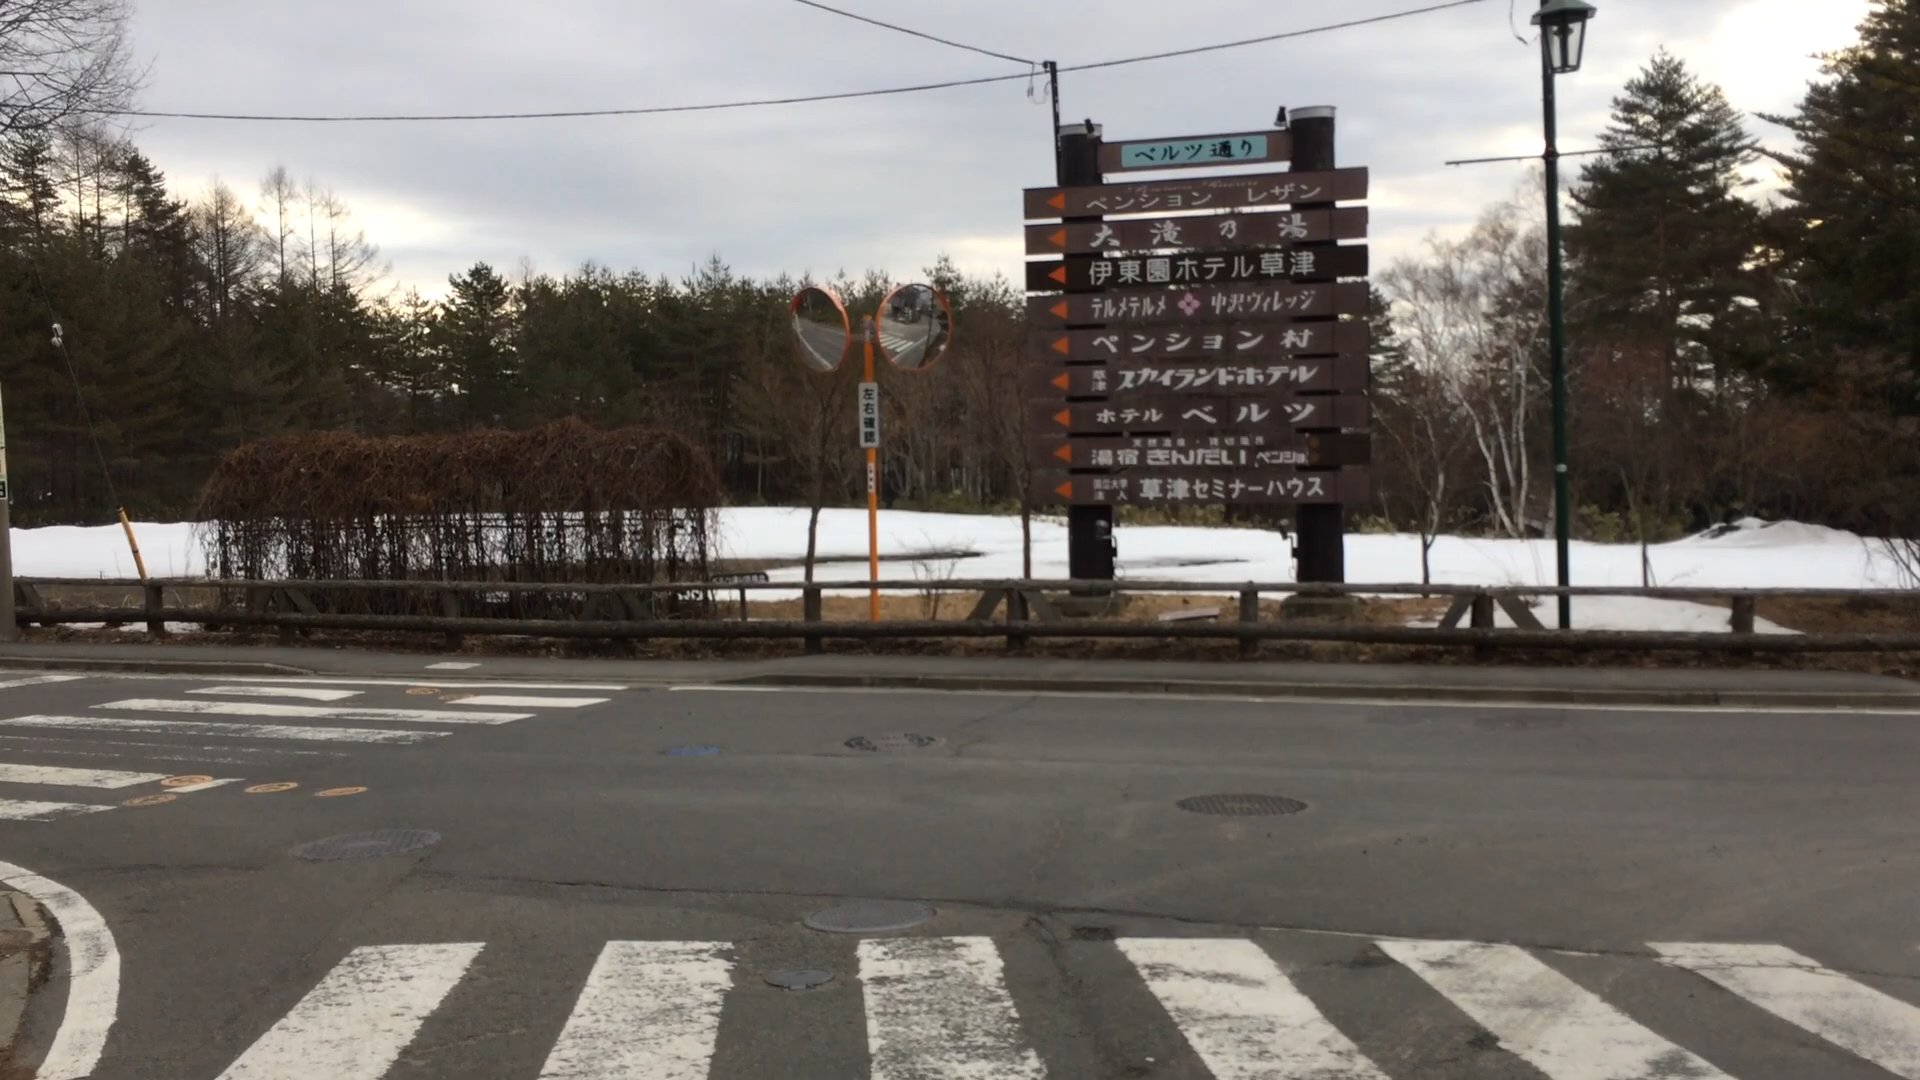 ベルツ通り
ペンション レザン
大滝乃湯
伊東園ホテル草津
テルメテルメ 中沢ヴィレッジ
ペンション村
草津 スカイランドホテル
ホテル ベルツ
天然温泉・貸切風呂
湯宿 きんだい ペンション
国立大学法人 草津セミナーハウス
左右確認